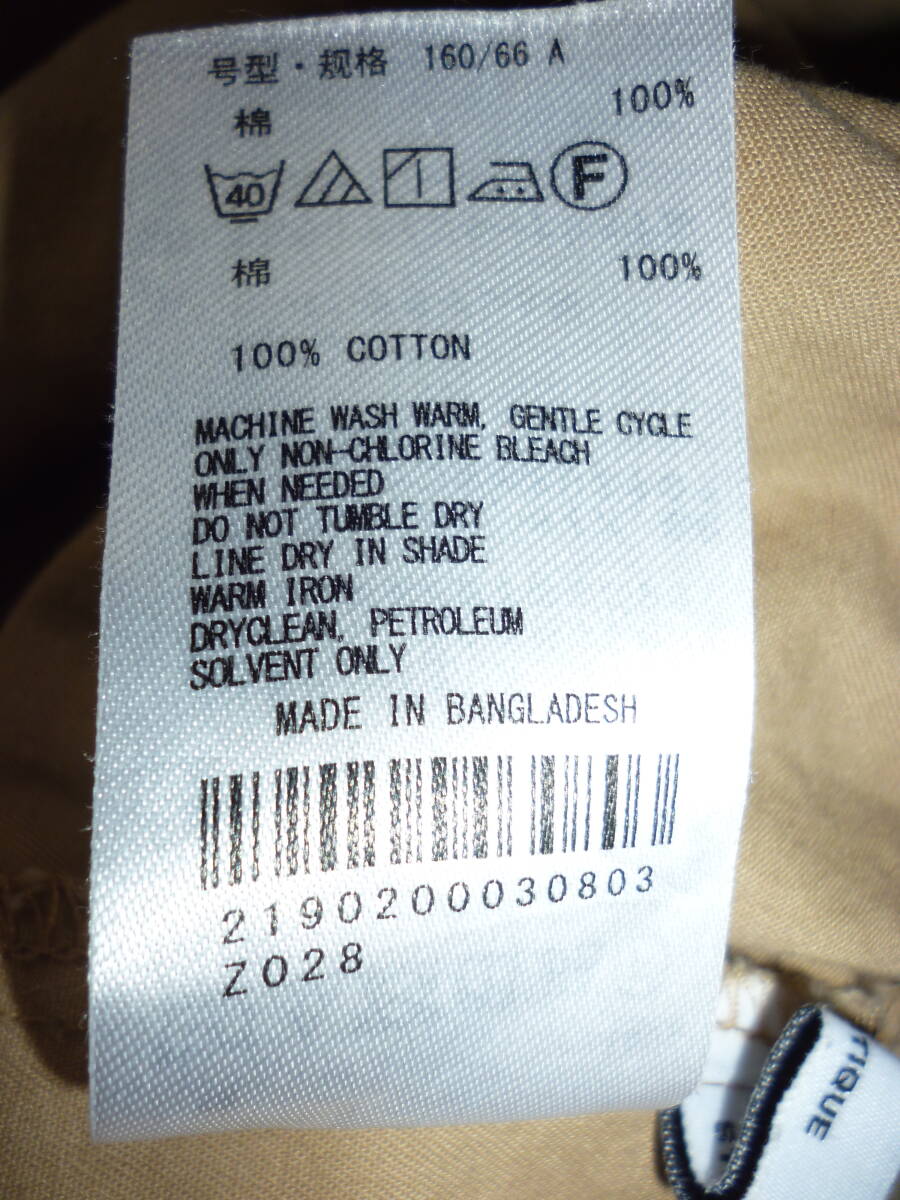 号型・规格 160/66 A
棉 100%
40 F
棉 100%
100% COTTON
MACHINE WASH WARM, GENTLE CYCLE
ONLY NON-CHLORINE BLEACH
WHEN NEEDED
DO NOT TUMBLE DRY
LINE DRY IN SHADE
WARM IRON
DRYCLEAN, PETROLEUM
SOLVENT ONLY
MADE IN BANGLADESH
2190200030803
Z028
TIQUE